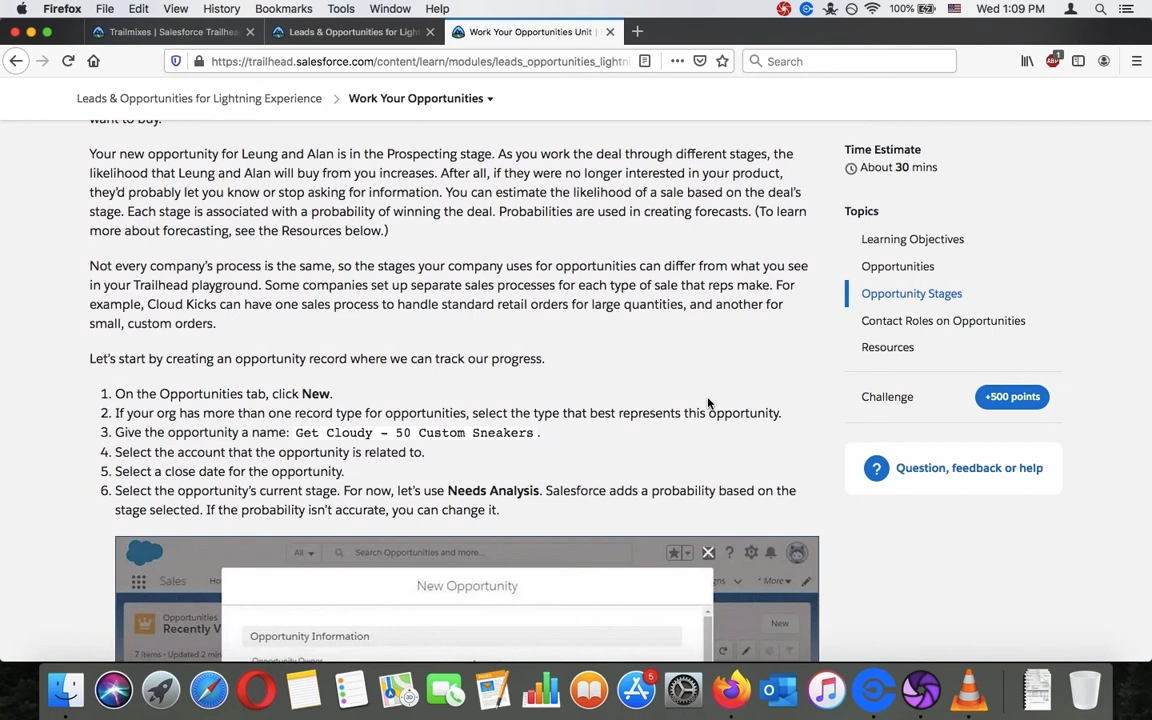 Firefox File Edit View History Bookmarks Tools Window Help 100% Wed 1:09 PM
Trailmixes | Salesforce Trailhea Leads & Opportunities for Light Work Your Opportunities Unit |
https://trailhead.salesforce.com/content/learn/modules/leads_opportunities_lightn Search
Leads & Opportunities for Lightning Experience Work Your Opportunities
want to buy.
Your new opportunity for Leung and Alan is in the Prospecting stage. As you work the deal through different stages, the
likelihood that Leung and Alan will buy from you increases. After all, if they were no longer interested in your product,
they'd probably let you know or stop asking for information. You can estimate the likelihood of a sale based on the deal's
stage. Each stage is associated with a probability of winning the deal. Probabilities are used in creating forecasts. (To learn
more about forecasting, see the Resources below.)
Not every company's process is the same, so the stages your company uses for opportunities can differ from what you see
in your Trailhead playground. Some companies set up separate sales processes for each type of sale that reps make. For
example, Cloud Kicks can have one sales process to handle standard retail orders for large quantities, and another for
small, custom orders.
Let's start by creating an opportunity record where we can track our progress.
1. On the Opportunities tab, click New.
2. If your org has more than one record type for opportunities, select the type that best represents this opportunity.
3. Give the opportunity a name: Get Cloudy - 50 Custom Sneakers.
4. Select the account that the opportunity is related to.
5. Select a close date for the opportunity.
6. Select the opportunity's current stage. For now, let's use Needs Analysis. Salesforce adds a probability based on the
stage selected. If the probability isn't accurate, you can change it.
All Search Opportunities and more...
Sales Ho
New Opportunity
* More
Opportunities
Recently V
New
Opportunity Information
7 items • Updated 2 min
Opportunity Owner
Time Estimate
About 30 mins
Topics
Learning Objectives
Opportunities
Opportunity Stages
Contact Roles on Opportunities
Resources
Challenge +500 points
Question, feedback or help
5